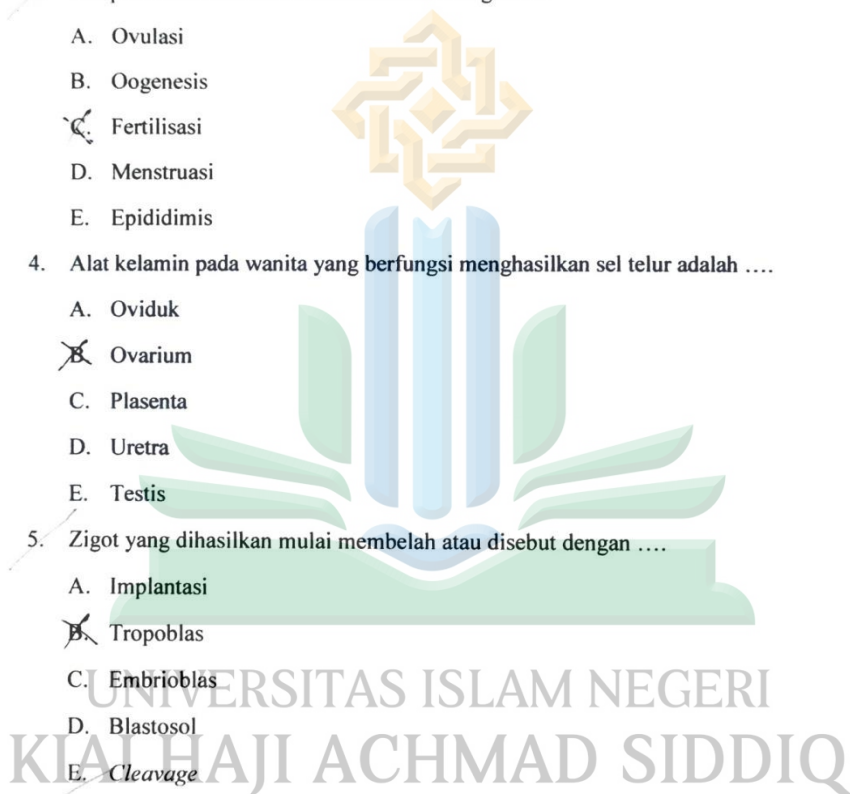 A. Ovulasi
B. Oogenesis
C. Fertilisasi
D. Menstruasi
E. Epididimis
4. Alat kelamin pada wanita yang berfungsi menghasilkan sel telur adalah ….
A. Oviduk
B. Ovarium
C. Plasenta
D. Uretra
E. Testis
5. Zigot yang dihasilkan mulai membelah atau disebut dengan ….
A. Implantasi
B. Tropoblas
C. Embrioblas
D. Blastosol
E. Cleavage
UNIVERSITAS ISLAM NEGERI
KIAI HAJI ACHMAD SIDDIQ